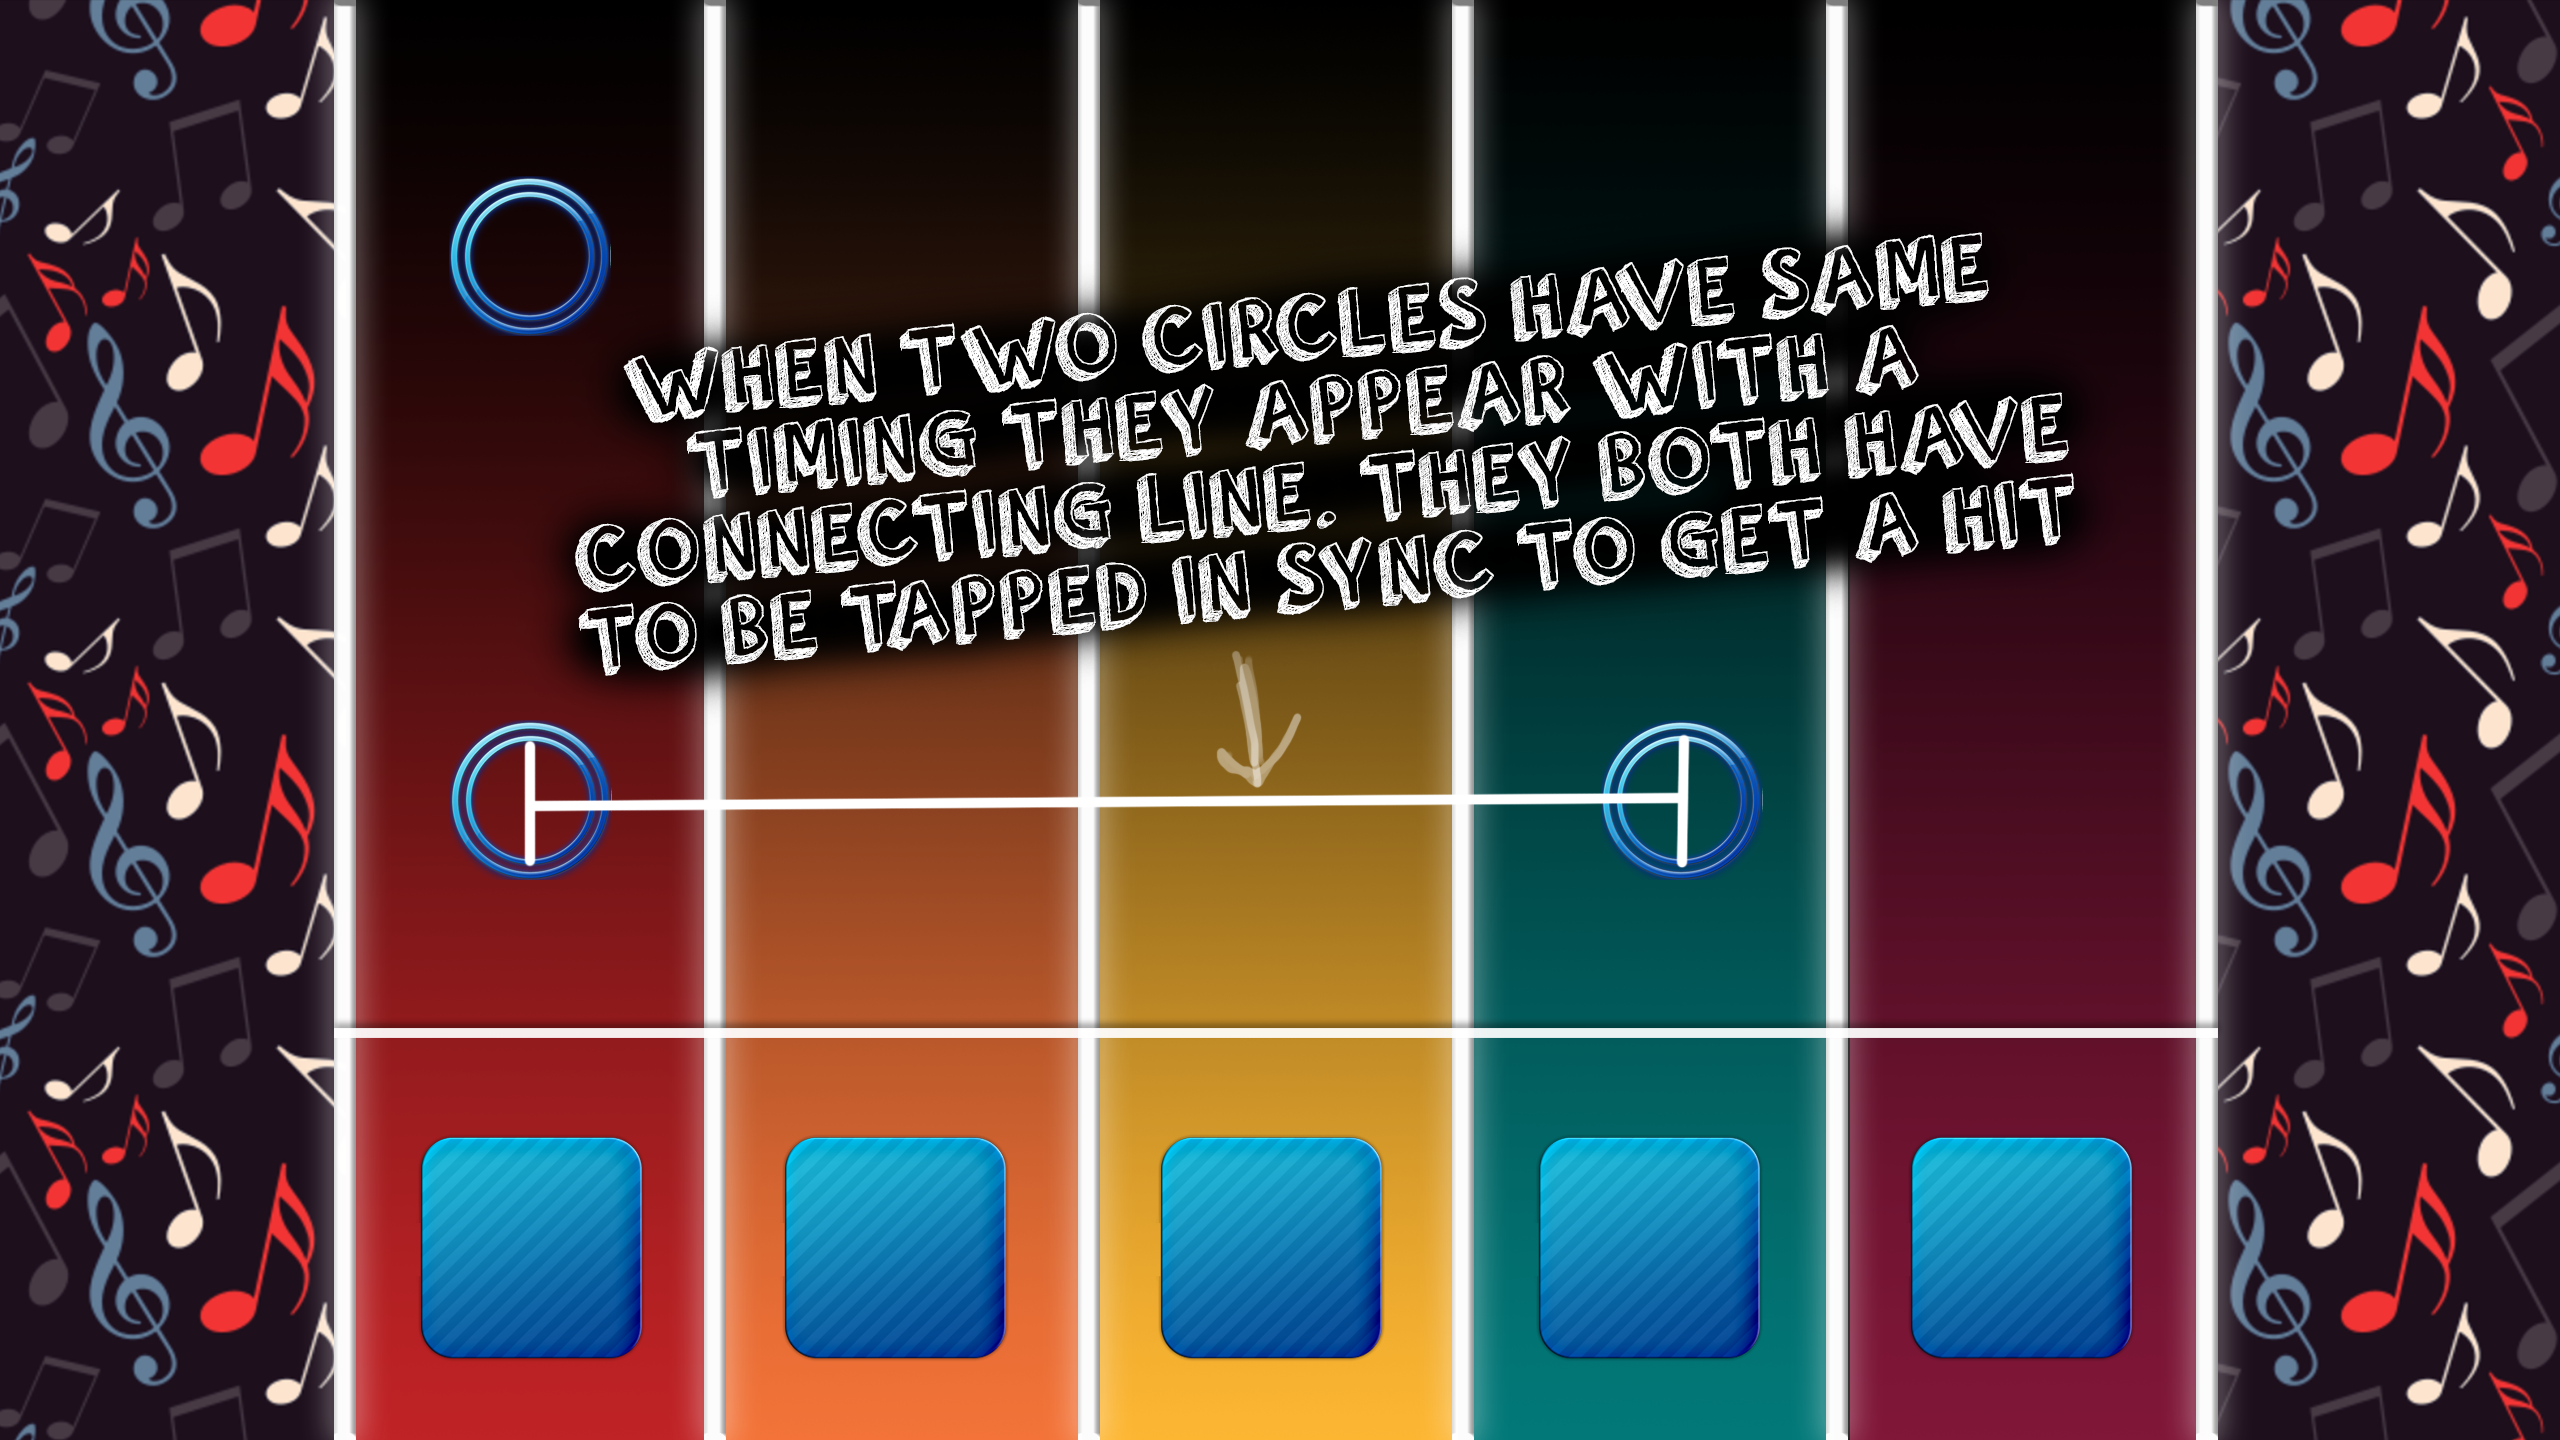 WHEN TWO CIRCLES HAVE SAME
TIMING THEY APPEAR WITH A
CONNECTING LINE. THEY BOTH HAVE
TO BE TAPPED IN SYNC TO GET A HIT